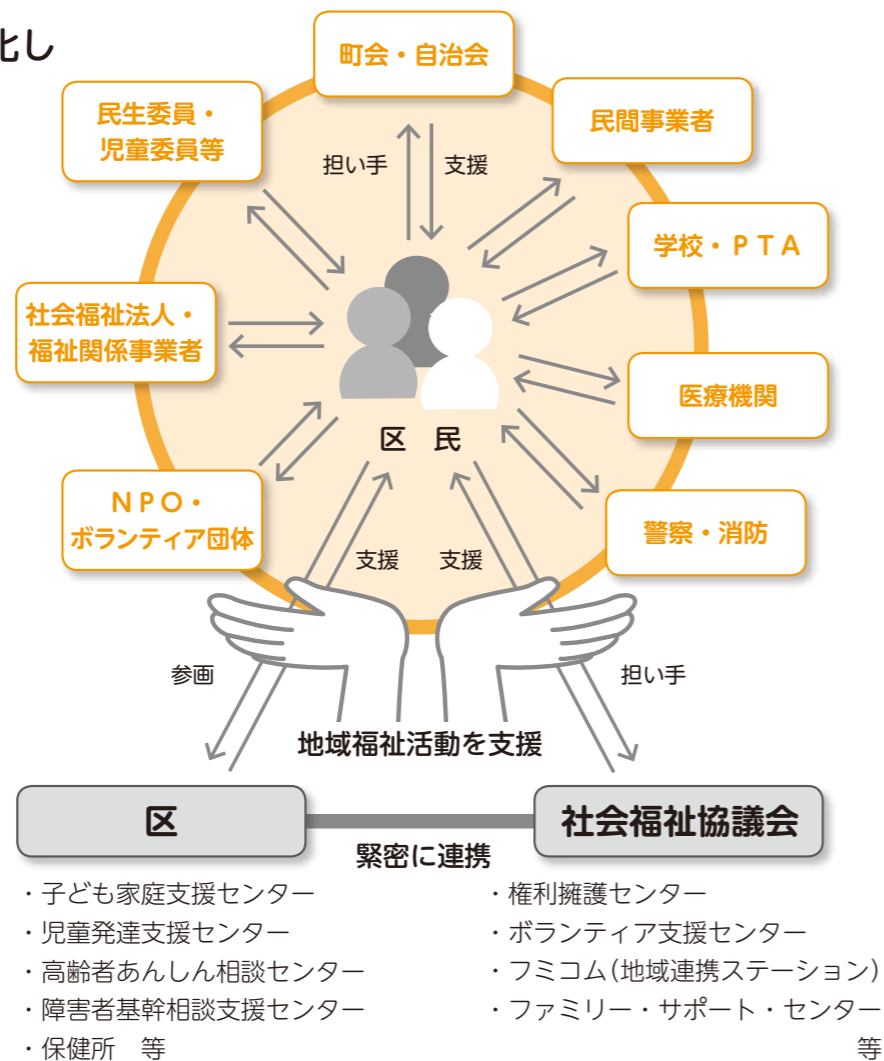 化し
町会・自治会
民生委員・
児童委員等
民間事業者
担い手
支援
学校・ＰＴＡ
社会福祉法人・
福祉関係事業者
医療機関
区　民
ＮＰＯ・
ボランティア団体
警察・消防
支援
支援
参画
担い手
地域福祉活動を支援
区
社会福祉協議会
緊密に連携
・子ども家庭支援センター
・児童発達支援センター
・高齢者あんしん相談センター
・障害者基幹相談支援センター
・保健所　等
・権利擁護センター
・ボランティア支援センター
・フミコム（地域連携ステーション）
・ファミリー・サポート・センター
等